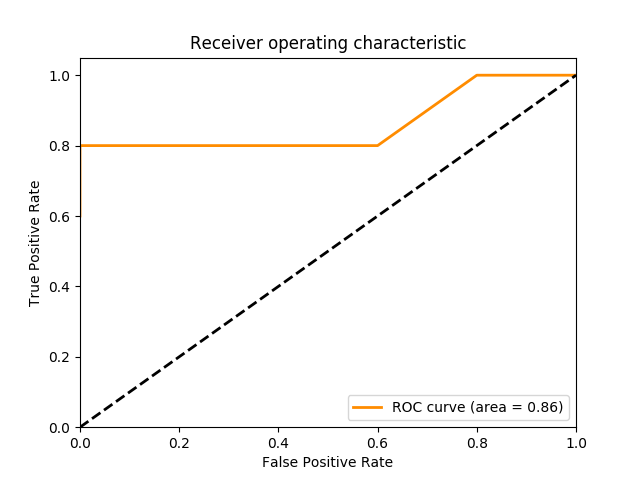 Receiver operating characteristic
1.0
0.8
0.6
0.4
0.2
0.0
True Positive Rate
ROC curve (area = 0.86)
0.0 0.2 0.4 0.6 0.8 1.0
False Positive Rate